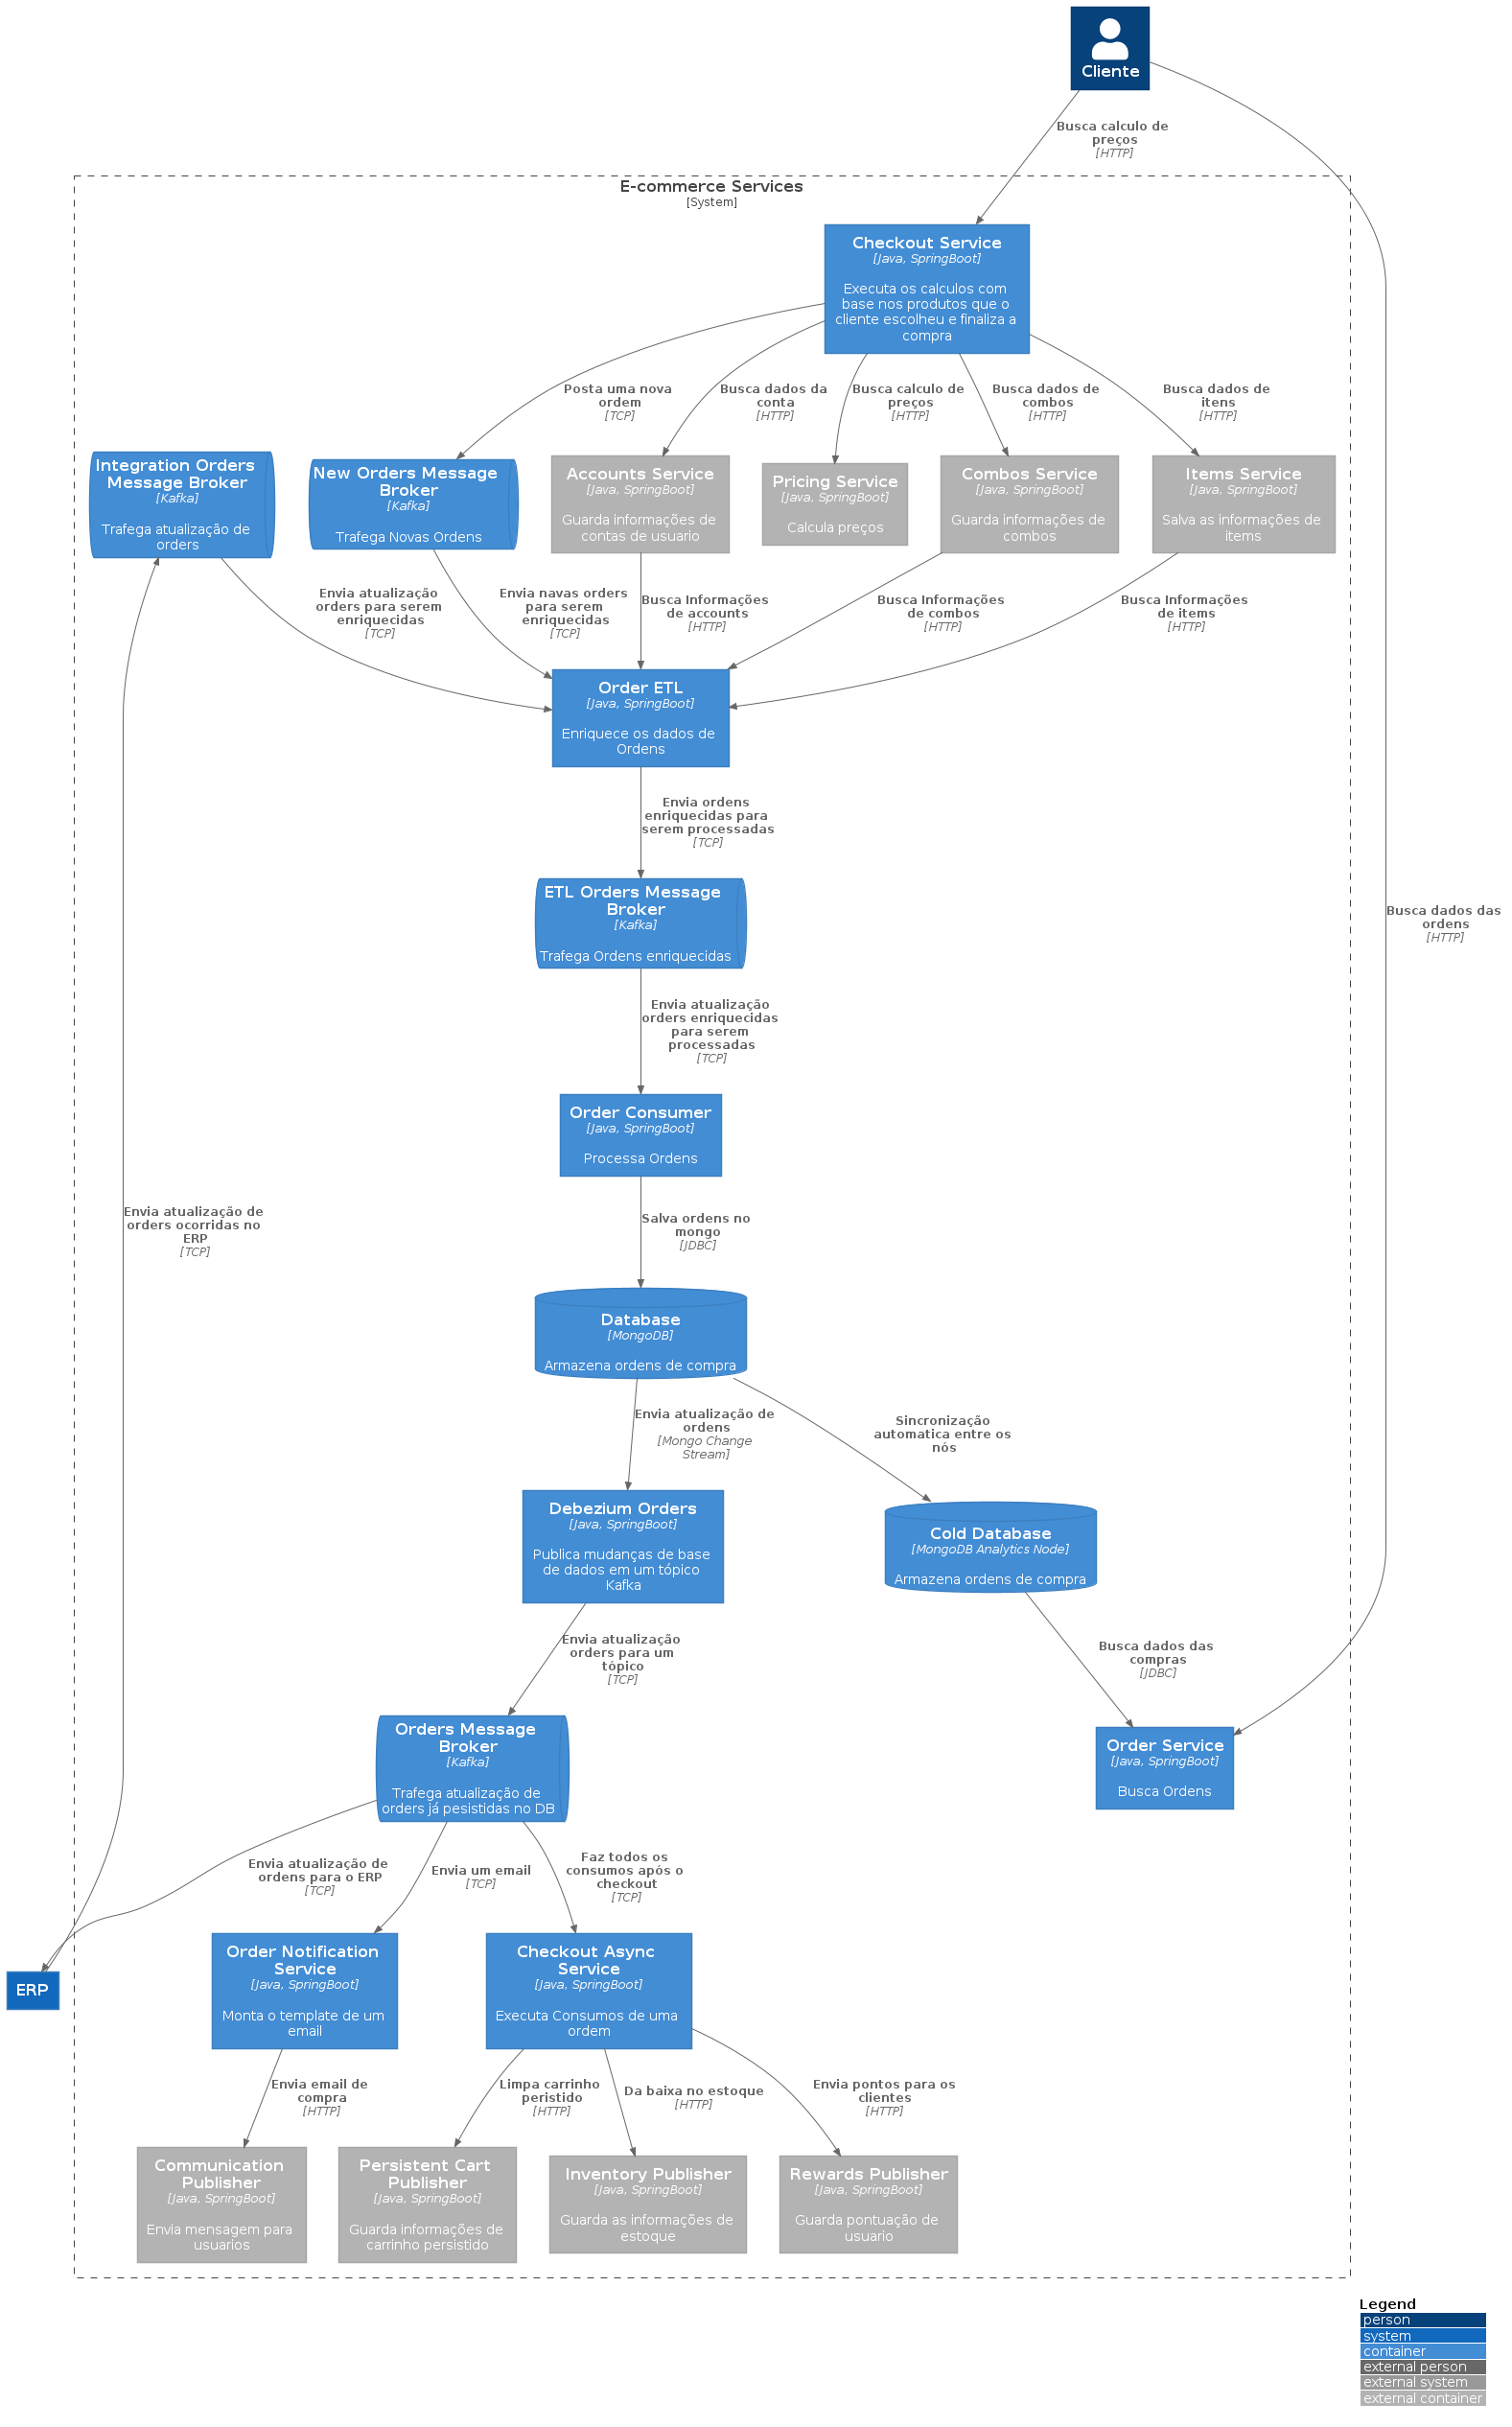 Cliente
Busca calculo de
preços
[HTTP]
E-commerce Services
[System]
Checkout Service
[Java, SpringBoot]
Executa os calculos com
base nos produtos que o
cliente escolheu e finaliza a
compra
Posta uma nova
ordem
[TCP]
Busca dados da
conta
[HTTP]
Busca calculo de
preços
[HTTP]
Busca dados de
combos
[HTTP]
Busca dados de
itens
[HTTP]
Integration Orders
Message Broker
[Kafka]
Trafega atualização de
orders
New Orders Message
Broker
[Kafka]
Trafega Novas Ordens
Accounts Service
[Java, SpringBoot]
Guarda informações de
contas de usuario
Pricing Service
[Java, SpringBoot]
Calcula preços
Combos Service
[Java, SpringBoot]
Guarda informações de
combos
Items Service
[Java, SpringBoot]
Salva as informações de
items
Envia atualização
orders para serem
enriquecidas
[TCP]
Envia navas orders
para serem
enriquecidas
[TCP]
Busca Informações
de accounts
[HTTP]
Busca Informações
de combos
[HTTP]
Busca Informações
de items
[HTTP]
Order ETL
[Java, SpringBoot]
Enriquece os dados de
Ordens
Envia ordens
enriquecidas para
serem processadas
[TCP]
ETL Orders Message
Broker
[Kafka]
Trafega Ordens enriquecidas
Busca dados das
ordens
[HTTP]
Envia atualização
orders enriquecidas
para serem
processadas
[TCP]
Order Consumer
[Java, SpringBoot]
Processa Ordens
Envia atualização de
orders ocorridas no
ERP
[TCP]
Salva ordens no
mongo
[JDBC]
Database
[MongoDB]
Armazena ordens de compra
Envia atualização de
ordens
[Mongo Change
Stream]
Sincronização
automatica entre os
nós
Debezium Orders
[Java, SpringBoot]
Publica mudanças de base
de dados em um tópico
Kafka
Cold Database
[MongoDB Analytics Node]
Armazena ordens de compra
Envia atualização
orders para um
tópico
[TCP]
Busca dados das
compras
[JDBC]
Orders Message
Broker
[Kafka]
Trafega atualização de
orders já pesistidas no DB
Order Service
[Java, SpringBoot]
Busca Ordens
Envia atualização de
ordens para o ERP
[TCP]
Envia um email
[TCP]
Faz todos os
consumos após o
checkout
[TCP]
ERP
Order Notification
Service
[Java, SpringBoot]
Monta o template de um
email
Checkout Async
Service
[Java, SpringBoot]
Executa Consumos de uma
ordem
Envia email de
compra
[HTTP]
Limpa carrinho
peristido
[HTTP]
Da baixa no estoque
[HTTP]
Envia pontos para os
clientes
[HTTP]
Communication
Publisher
[Java, SpringBoot]
Envia mensagem para
usuarios
Persistent Cart
Publisher
[Java, SpringBoot]
Guarda informações de
carrinho persistido
Inventory Publisher
[Java, SpringBoot]
Guarda as informações de
estoque
Rewards Publisher
[Java, SpringBoot]
Guarda pontuação de
usuario
Legend
person
system
container
external person
external system
external container